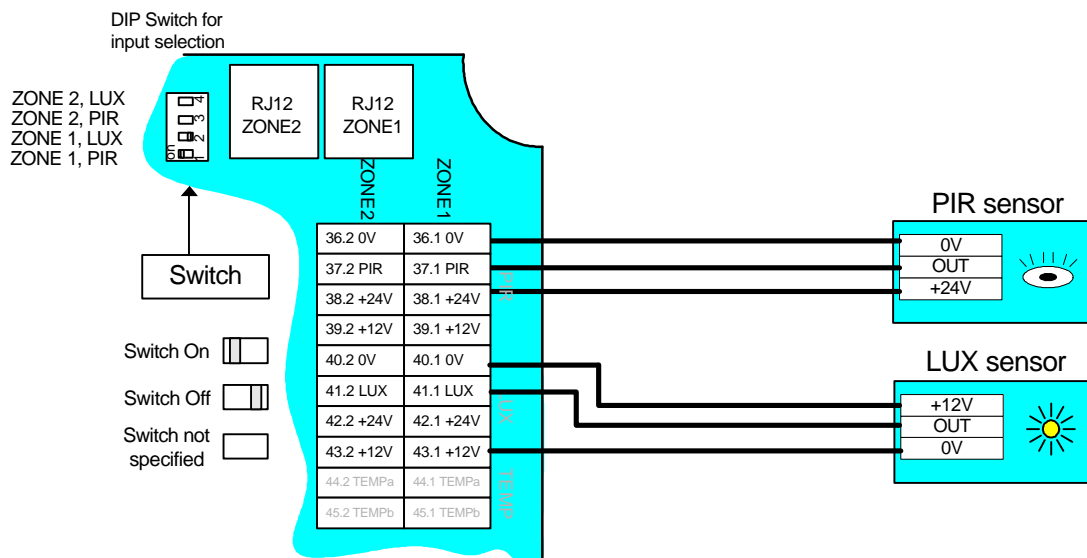 DIP Switch for
input selection
ZONE 2, LUX
ZONE 2, PIR
ZONE 1, LUX
ZONE 1, PIR
4
3
2
1
on
RJ12
ZONE2
RJ12
ZONE1
ZONE2
ZONE1
Switch
Switch On
Switch Off
Switch not
specified
36.2 0V 36.1 0V
37.2 PIR 37.1 PIR
38.2 +24V 38.1 +24V
39.2 +12V 39.1 +12V
40.2 0V 40.1 0V
41.2 LUX 41.1 LUX
42.2 +24V 42.1 +24V
43.2 +12V 43.1 +12V
44.2 TEMPa 44.1 TEMPa
45.2 TEMPb 45.1 TEMPb
PIR
LUX
TEMP
PIR sensor
0V
OUT
+24V
LUX sensor
+12V
OUT
0V